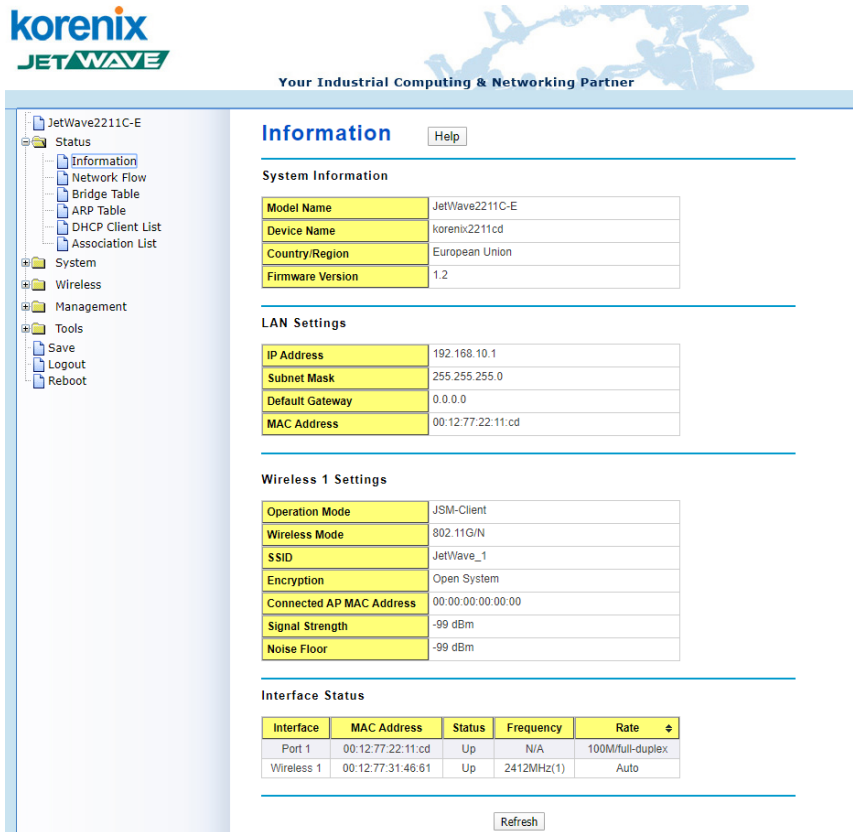 korenix
JETWAVE
Your Industrial Computing & Networking Partner
JetWave2211C-E
Status
Information
Network Flow
Bridge Table
ARP Table
DHCP Client List
Association List
System
Wireless
Management
Tools
Save
Logout
Reboot
Information Help
System Information
Model Name JetWave2211C-E
Device Name korenix2211cd
Country/Region European Union
Firmware Version 1.2
LAN Settings
IP Address 192.168.10.1
Subnet Mask 255.255.255.0
Default Gateway 0.0.0.0
MAC Address 00:12:77:22:11:cd
Wireless 1 Settings
Operation Mode JSM-Client
Wireless Mode 802.11G/N
SSID JetWave_1
Encryption Open System
Connected AP MAC Address 00:00:00:00:00:00
Signal Strength -99 dBm
Noise Floor -99 dBm
Interface Status
Interface MAC Address Status Frequency Rate
Port 1 00:12:77:22:11:cd Up N/A 100M/full-duplex
Wireless 1 00:12:77:31:46:61 Up 2412MHz(1) Auto
Refresh